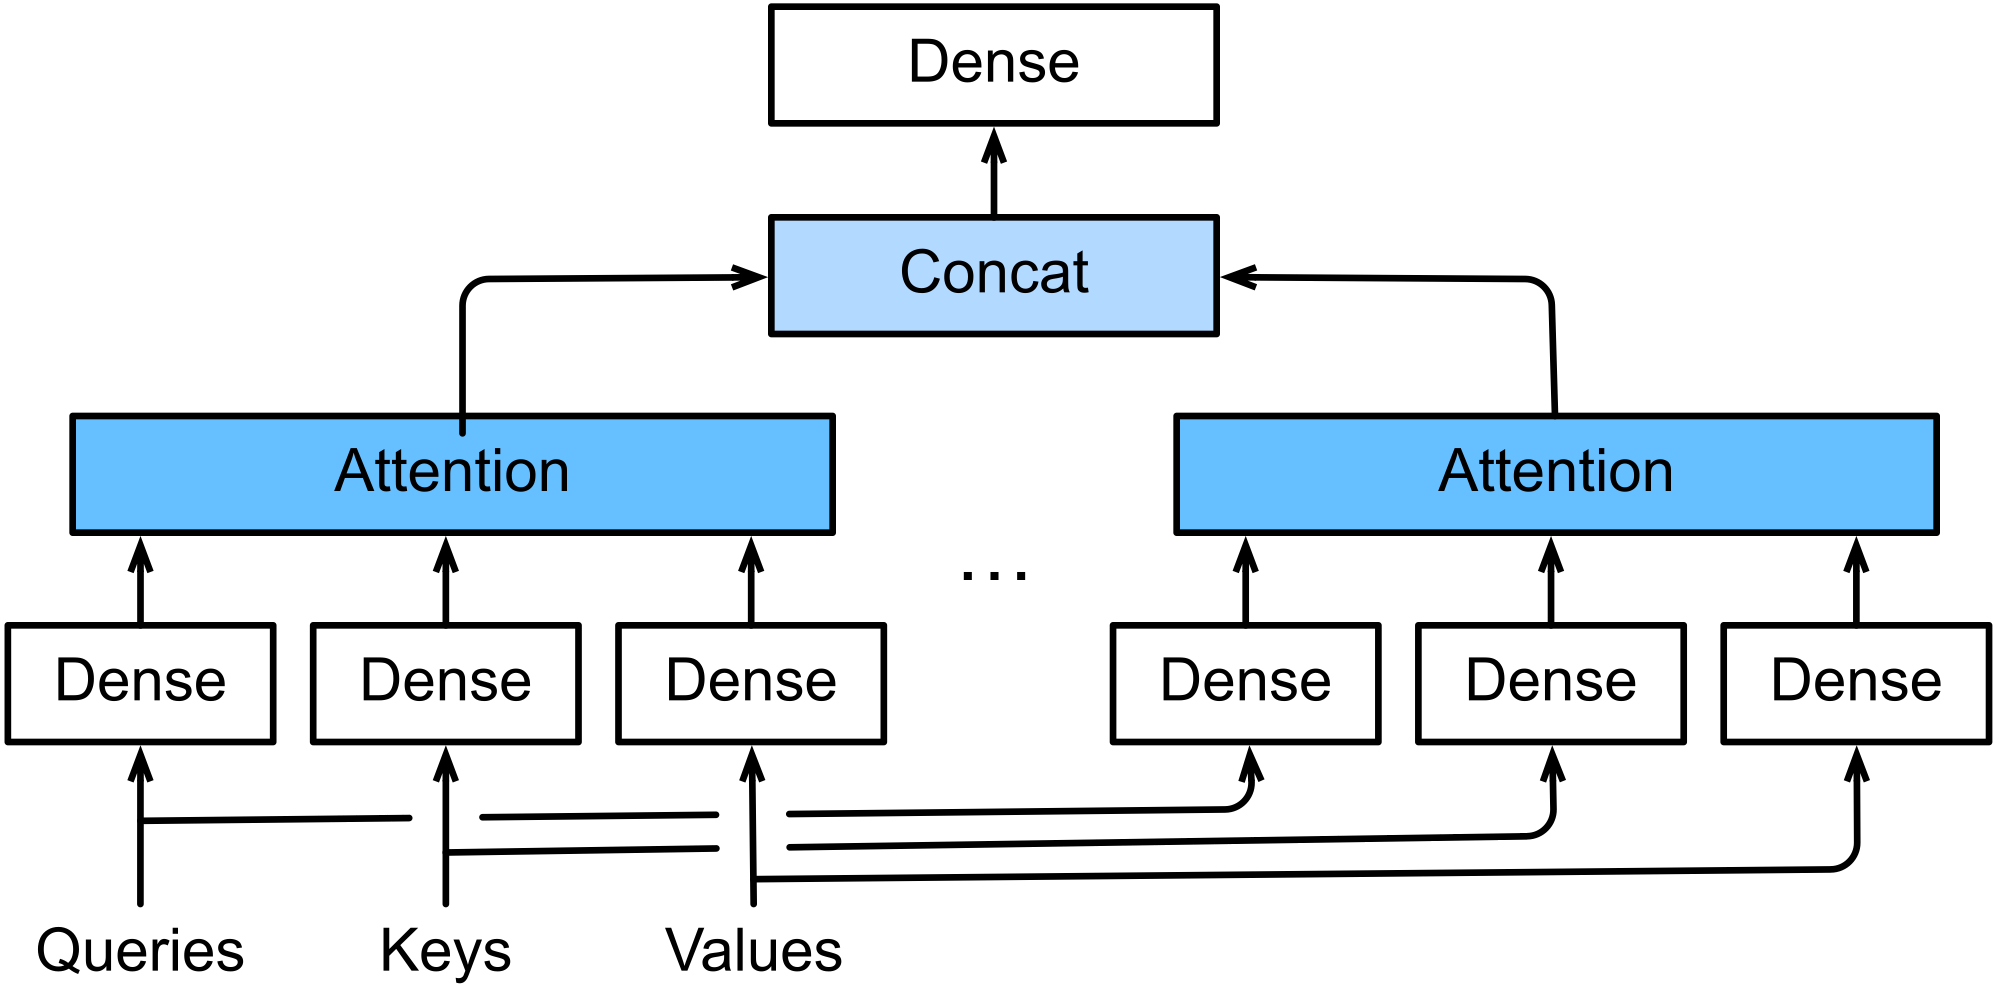 Dense
Concat
Attention
Attention
...
Dense
Dense
Dense
Dense
Dense
Dense
Queries
Keys
Values